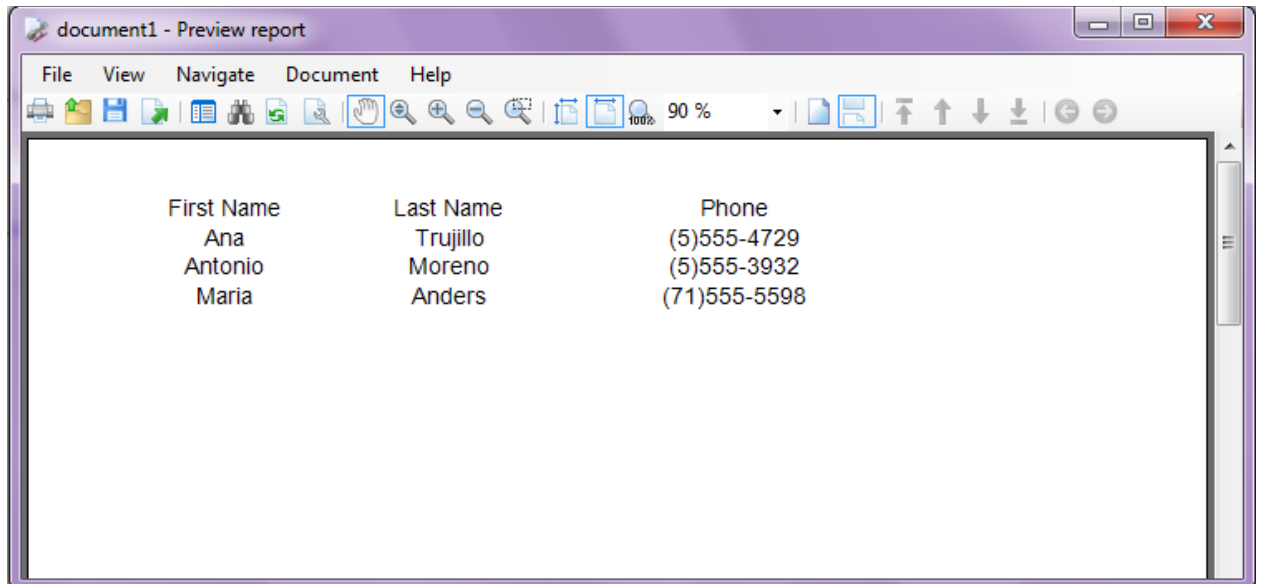 document1 - Preview report
File View Navigate Document Help
100% 90 %
First Name Last Name Phone
Ana Trujillo (5)555-4729
Antonio Moreno (5)555-3932
Maria Anders (71)555-5598